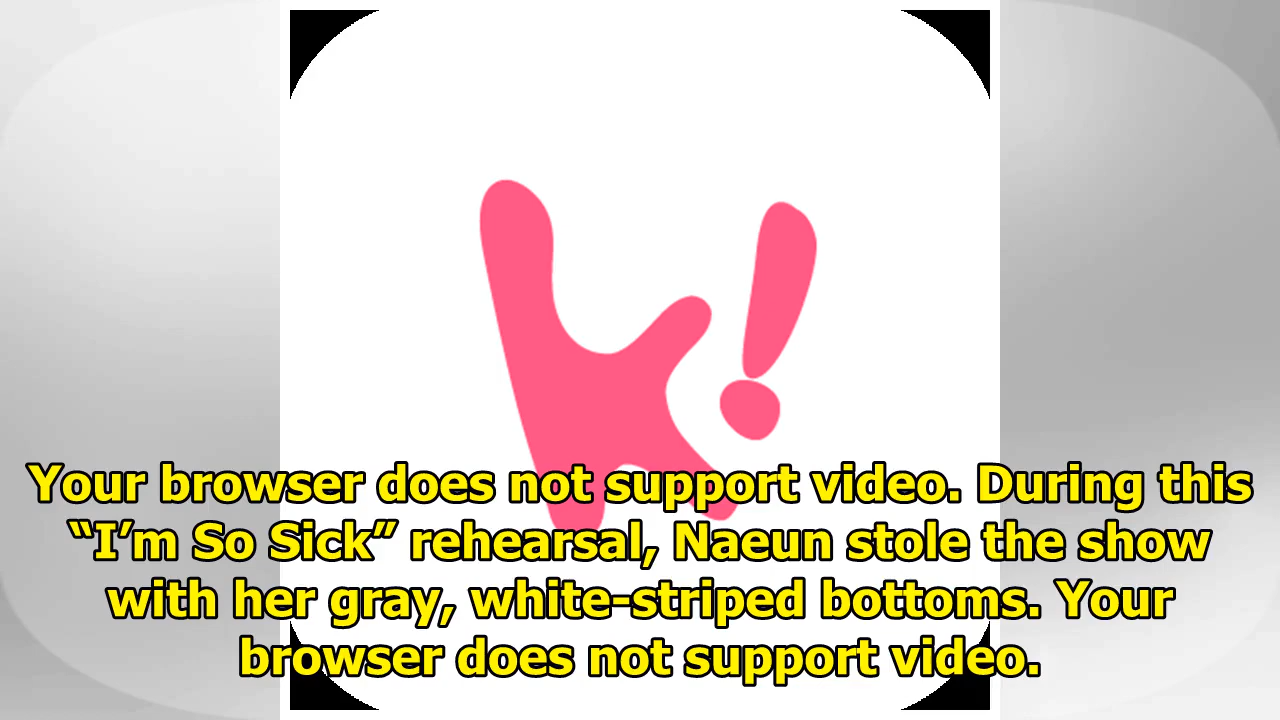 k!
Your browser does not support video. During this
“I’m So Sick” rehearsal, Naeun stole the show
with her gray, white-striped bottoms. Your
browser does not support video.